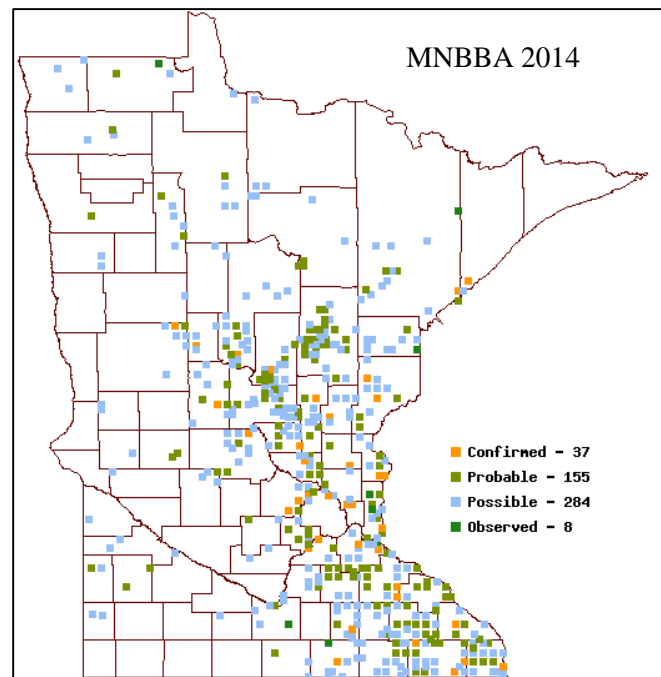 MNBBA 2014
Confirmed - 37
Probable - 155
Possible - 284
Observed - 8